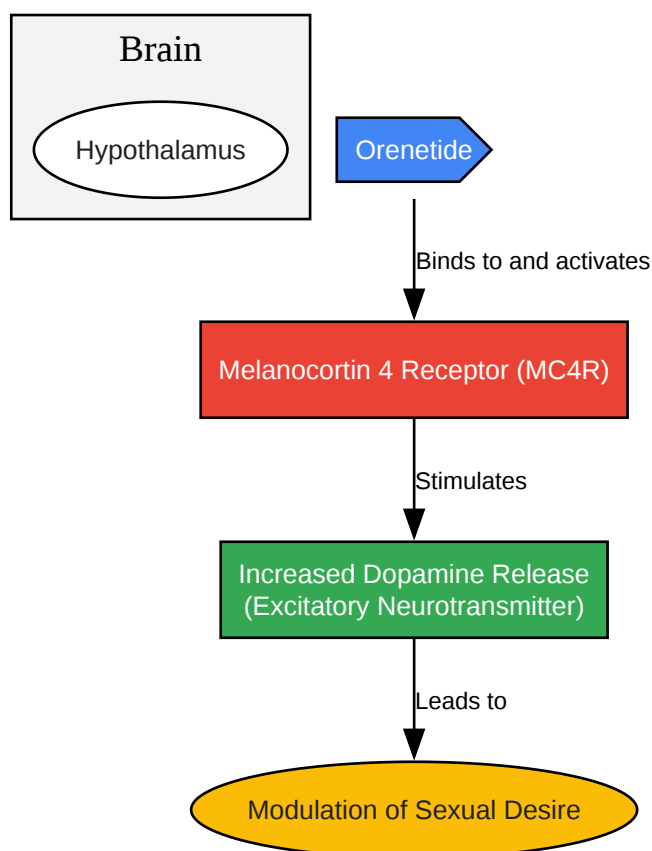 Brain
Hypothalamus
Orenetide
Binds to and activates
Melanocortin 4 Receptor (MC4R)
Stimulates
Increased Dopamine Release
(Excitatory Neurotransmitter)
Leads to
Modulation of Sexual Desire